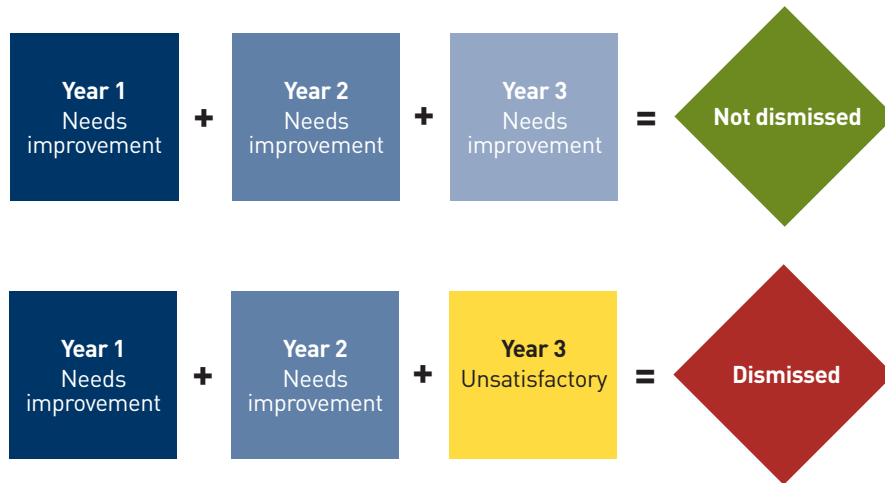 Year 1
Needs
improvement
+
Year 2
Needs
improvement
+
Year 3
Needs
improvement
=
Not dismissed
Year 1
Needs
improvement
+
Year 2
Needs
improvement
+
Year 3
Unsatisfactory
=
Dismissed